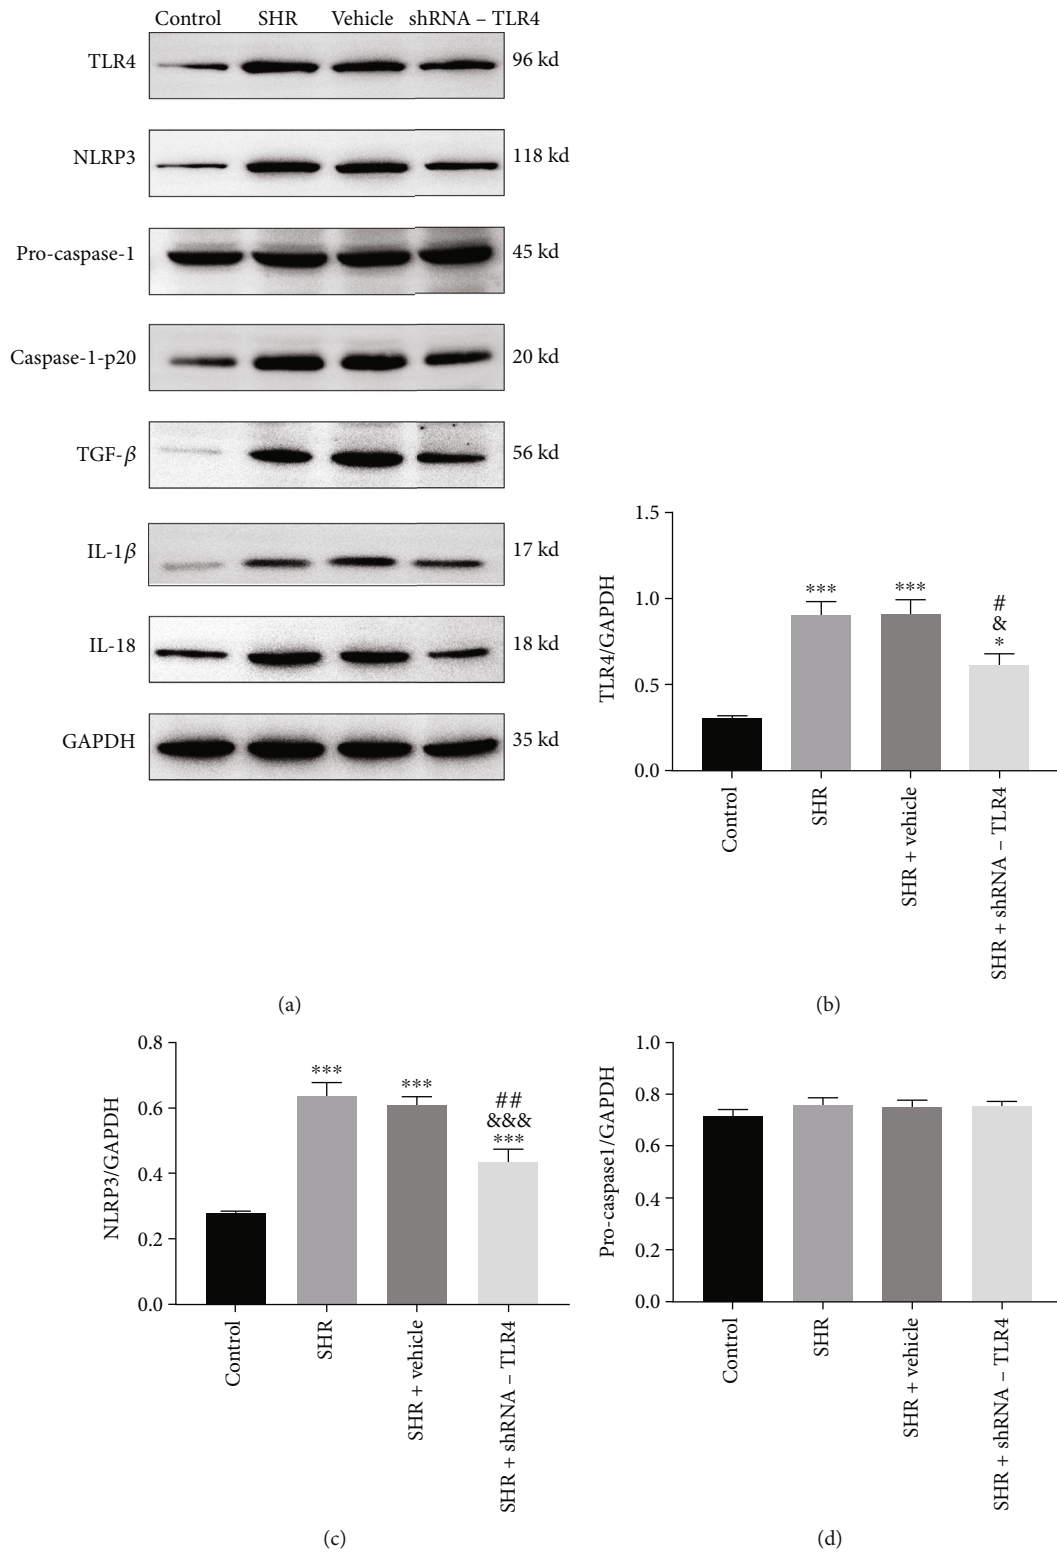 Control SHR Vehicle shRNA – TLR4
TLR4 96 kd
NLRP3 118 kd
Pro-caspase-1 45 kd
Caspase-1-p20 20 kd
TGF-β 56 kd
IL-1β 17 kd
IL-18 18 kd
GAPDH 35 kd
(a)
TLR4/GAPDH
1.5
1.0
0.5
0.0
***
***
#
&
*
Control
SHR
SHR + vehicle
SHR + shRNA – TLR4
(b)
NLRP3/GAPDH
0.8
0.6
0.4
0.2
0.0
***
***
##
&&&
***
Control
SHR
SHR + vehicle
SHR + shRNA – TLR4
(c)
Pro-caspase1/GAPDH
1.0
0.8
0.6
0.4
0.2
0.0
Control
SHR
SHR + vehicle
SHR + shRNA – TLR4
(d)